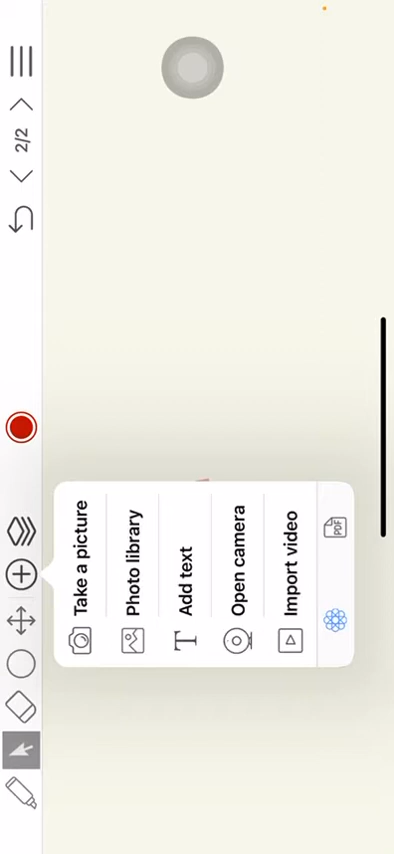 2/2
Take a picture
Photo library
Add text
Open camera
Import video
PDF